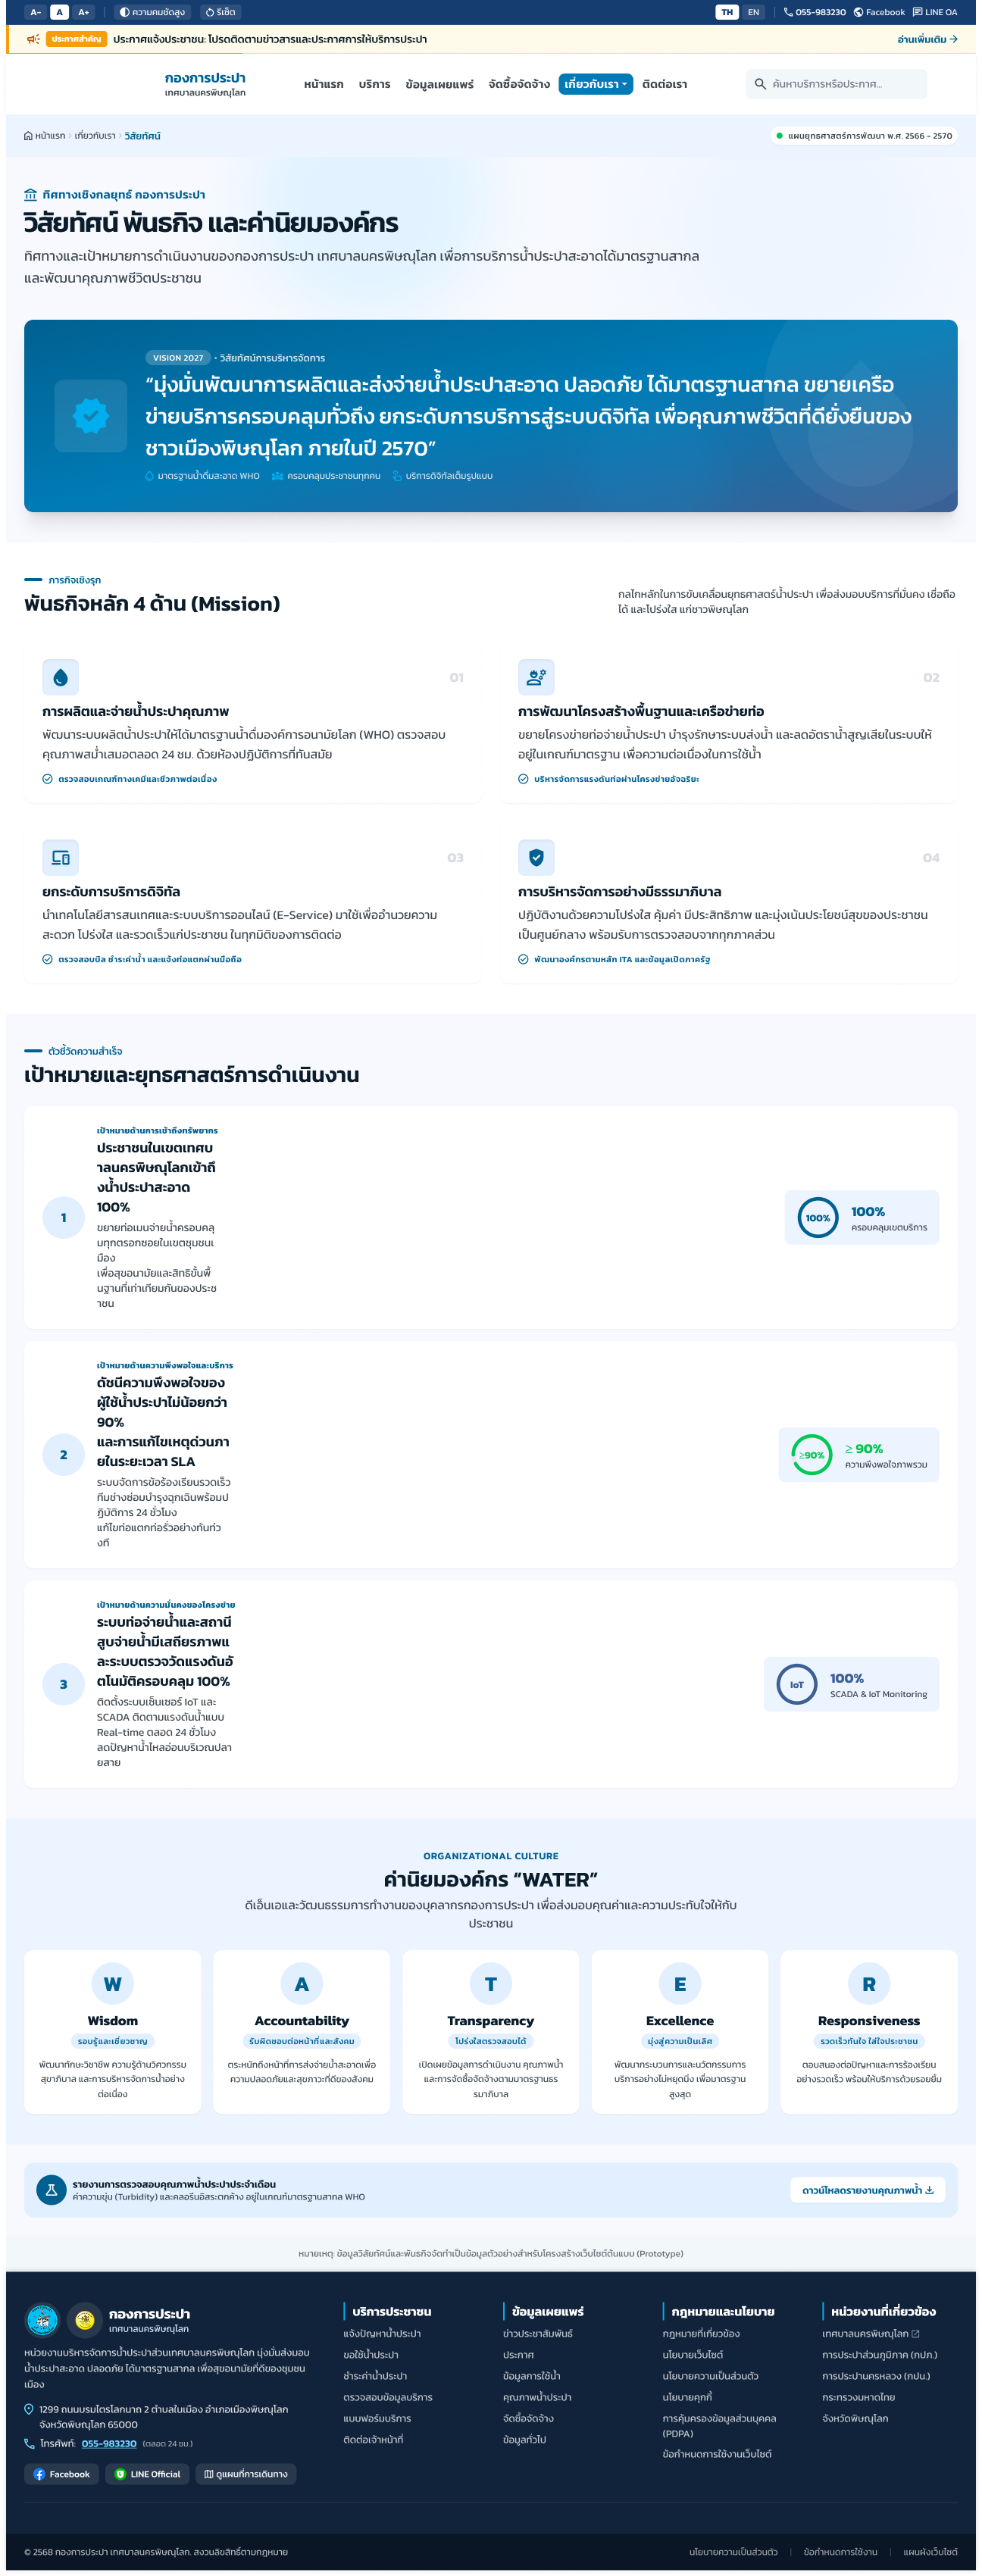 A- A A+ ความคมชัดสูง รีเซ็ต TH EN 055-983230 Facebook LINE OA
ประกาศสำคัญ ประกาศแจ้งประชาชน: โปรดติดตามข่าวสารและประกาศการให้บริการประปา อ่านเพิ่มเติม
กองการประปา
เทศบาลนครพิษณุโลก
หน้าแรก บริการ ข้อมูลเผยแพร่ จัดซื้อจัดจ้าง เกี่ยวกับเรา ติดต่อเรา ค้นหาบริการหรือประกาศ...
หน้าแรก เกี่ยวกับเรา วิสัยทัศน์ แผนยุทธศาสตร์การพัฒนา พ.ศ. 2566 - 2570
ทิศทางเชิงกลยุทธ์ กองการประปา
วิสัยทัศน์ พันธกิจ และค่านิยมองค์กร
ทิศทางและเป้าหมายการดำเนินงานของกองการประปา เทศบาลนครพิษณุโลก เพื่อการบริการน้ำประปาสะอาดได้มาตรฐานสากล
และพัฒนาคุณภาพชีวิตประชาชน
VISION 2027 • วิสัยทัศน์การบริหารจัดการ
“มุ่งมั่นพัฒนาการผลิตและส่งจ่ายน้ำประปาสะอาด ปลอดภัย ได้มาตรฐานสากล ขยายเครือ
ข่ายบริการครอบคลุมทั่วถึง ยกระดับการบริการสู่ระบบดิจิทัล เพื่อคุณภาพชีวิตที่ดียั่งยืนของ
ชาวเมืองพิษณุโลก ภายในปี 2570”
มาตรฐานน้ำดื่มสะอาด WHO ครอบคลุมประชาชนทุกคน บริการดิจิทัลเต็มรูปแบบ
ภารกิจเชิงรุก
พันธกิจหลัก 4 ด้าน (Mission)
กลไกหลักในการขับเคลื่อนยุทธศาสตร์น้ำประปา เพื่อส่งมอบบริการที่มั่นคง เชื่อถือ
ได้ และโปร่งใส แก่ชาวพิษณุโลก
01
การผลิตและจ่ายน้ำประปาคุณภาพ
พัฒนาระบบผลิตน้ำประปาให้ได้มาตรฐานน้ำดื่มองค์การอนามัยโลก (WHO) ตรวจสอบ
คุณภาพสม่ำเสมอตลอด 24 ชม. ด้วยห้องปฏิบัติการที่ทันสมัย
ตรวจสอบเกณฑ์ทางเคมีและชีวภาพต่อเนื่อง
02
การพัฒนาโครงสร้างพื้นฐานและเครือข่ายท่อ
ขยายโครงข่ายท่อจ่ายน้ำประปา บำรุงรักษาระบบส่งน้ำ และลดอัตราน้ำสูญเสียในระบบให้
อยู่ในเกณฑ์มาตรฐาน เพื่อความต่อเนื่องในการใช้น้ำ
บริหารจัดการแรงดันท่อผ่านโครงข่ายอัจฉริยะ
03
ยกระดับการบริการดิจิทัล
นำเทคโนโลยีสารสนเทศและระบบบริการออนไลน์ (E-Service) มาใช้เพื่ออำนวยความ
สะดวก โปร่งใส และรวดเร็วแก่ประชาชน ในทุกมิติของการติดต่อ
ตรวจสอบบิล ชำระค่าน้ำ และแจ้งท่อแตกผ่านมือถือ
04
การบริหารจัดการอย่างมีธรรมาภิบาล
ปฏิบัติงานด้วยความโปร่งใส คุ้มค่า มีประสิทธิภาพ และมุ่งเน้นประโยชน์สุขของประชาชน
เป็นศูนย์กลาง พร้อมรับการตรวจสอบจากทุกภาคส่วน
พัฒนาองค์กรตามหลัก ITA และข้อมูลเปิดภาครัฐ
ตัวชี้วัดความสำเร็จ
เป้าหมายและยุทธศาสตร์การดำเนินงาน
1
เป้าหมายด้านการเข้าถึงทรัพยากร
ประชาชนในเขตเทศบ
าลนครพิษณุโลกเข้าถึ
งน้ำประปาสะอาด
100%
ขยายท่อเมนจ่ายน้ำครอบคลุ
มทุกตรอกซอยในเขตชุมชนเ
มือง
เพื่อสุขอนามัยและสิทธิขั้นพื้
นฐานที่เท่าเทียมกันของประช
าชน
100% 100%
ครอบคลุมเขตบริการ
2
เป้าหมายด้านความพึงพอใจและบริการ
ดัชนีความพึงพอใจของ
ผู้ใช้น้ำประปาไม่น้อยกว่า
90%
และการแก้ไขเหตุด่วนภา
ยในระยะเวลา SLA
ระบบจัดการข้อร้องเรียนรวดเร็ว
ทีมช่างซ่อมบำรุงฉุกเฉินพร้อมป
ฏิบัติการ 24 ชั่วโมง
แก้ไขท่อแตกท่อรั่วอย่างทันท่ว
งที
≥90% ≥ 90%
ความพึงพอใจภาพรวม
3
เป้าหมายด้านความมั่นคงของโครงข่าย
ระบบท่อจ่ายน้ำและสถานี
สูบจ่ายน้ำมีเสถียรภาพแ
ละระบบตรวจวัดแรงดันอั
ตโนมัติครอบคลุม 100%
ติดตั้งระบบเซ็นเซอร์ IoT และ
SCADA ติดตามแรงดันน้ำแบบ
Real-time ตลอด 24 ชั่วโมง
ลดปัญหาน้ำไหลอ่อนบริเวณปลา
ยสาย
IoT 100%
SCADA & IoT Monitoring
ORGANIZATIONAL CULTURE
ค่านิยมองค์กร “WATER”
ดีเอ็นเอและวัฒนธรรมการทำงานของบุคลากรกองการประปา เพื่อส่งมอบคุณค่าและความประทับใจให้กับ
ประชาชน
W
Wisdom
รอบรู้และเชี่ยวชาญ
พัฒนาทักษะวิชาชีพ ความรู้ด้านวิศวกรรม
สุขาภิบาล และการบริหารจัดการน้ำอย่าง
ต่อเนื่อง
A
Accountability
รับผิดชอบต่อหน้าที่และสังคม
ตระหนักถึงหน้าที่การส่งจ่ายน้ำสะอาดเพื่อ
ความปลอดภัยและสุขภาวะที่ดีของสังคม
T
Transparency
โปร่งใสตรวจสอบได้
เปิดเผยข้อมูลการดำเนินงาน คุณภาพน้ำ
และการจัดซื้อจัดจ้างตามมาตรฐานธร
รมาภิบาล
E
Excellence
มุ่งสู่ความเป็นเลิศ
พัฒนากระบวนการและนวัตกรรมการ
บริการอย่างไม่หยุดนิ่ง เพื่อมาตรฐาน
สูงสุด
R
Responsiveness
รวดเร็วทันใจ ใส่ใจประชาชน
ตอบสนองต่อปัญหาและการร้องเรียน
อย่างรวดเร็ว พร้อมให้บริการด้วยรอยยิ้ม
รายงานการตรวจสอบคุณภาพน้ำประปาประจำเดือน
ค่าความขุ่น (Turbidity) และคลอรีนอิสระตกค้าง อยู่ในเกณฑ์มาตรฐานสากล WHO
ดาวน์โหลดรายงานคุณภาพน้ำ
หมายเหตุ: ข้อมูลวิสัยทัศน์และพันธกิจจัดทำเป็นข้อมูลตัวอย่างสำหรับโครงสร้างเว็บไซต์ต้นแบบ (Prototype)
กองการประปา
เทศบาลนครพิษณุโลก
หน่วยงานบริหารจัดการน้ำประปาส่วนเทศบาลนครพิษณุโลก มุ่งมั่นส่งมอบ
น้ำประปาสะอาด ปลอดภัย ได้มาตรฐานสากล เพื่อสุขอนามัยที่ดีของชุมชน
เมือง
1299 ถนนบรมไตรโลกนาถ 2 ตำบลในเมือง อำเภอเมืองพิษณุโลก
จังหวัดพิษณุโลก 65000
โทรศัพท์: 055-983230 (ตลอด 24 ชม.)
Facebook LINE Official ดูแผนที่การเดินทาง
บริการประชาชน
แจ้งปัญหาน้ำประปา
ขอใช้น้ำประปา
ชำระค่าน้ำประปา
ตรวจสอบข้อมูลบริการ
แบบฟอร์มบริการ
ติดต่อเจ้าหน้าที่
ข้อมูลเผยแพร่
ข่าวประชาสัมพันธ์
ประกาศ
ข้อมูลการใช้น้ำ
คุณภาพน้ำประปา
จัดซื้อจัดจ้าง
ข้อมูลทั่วไป
กฎหมายและนโยบาย
กฎหมายที่เกี่ยวข้อง
นโยบายเว็บไซต์
นโยบายความเป็นส่วนตัว
นโยบายคุกกี้
การคุ้มครองข้อมูลส่วนบุคคล
(PDPA)
ข้อกำหนดการใช้งานเว็บไซต์
หน่วยงานที่เกี่ยวข้อง
เทศบาลนครพิษณุโลก
การประปาส่วนภูมิภาค (กปภ.)
การประปานครหลวง (กปน.)
กระทรวงมหาดไทย
จังหวัดพิษณุโลก
© 2568 กองการประปา เทศบาลนครพิษณุโลก. สงวนลิขสิทธิ์ตามกฎหมาย
นโยบายความเป็นส่วนตัว | ข้อกำหนดการใช้งาน | แผนผังเว็บไซต์